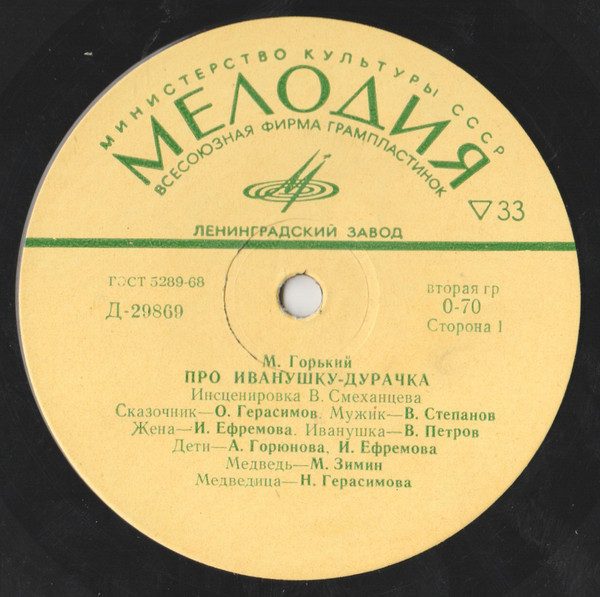 МИНИСТЕРСТВО КУЛЬТУРЫ СССР
МЕЛОДИЯ
ВСЕСОЮЗНАЯ ФИРМА ГРАМПЛАСТИНОК
▽33
ЛЕНИНГРАДСКИЙ ЗАВОД
ГОСТ 5289-68
Д-29869
вторая гр
0-70
Сторона 1
М. Горький
ПРО ИВАНУШКУ-ДУРАЧКА
Инсценировка В. Смеханцева
Сказочник—О. Герасимов. Мужик—В. Степанов
Жена—И. Ефремова. Иванушка—В. Петров
Дети—А. Горюнова, И. Ефремова
Медведь—М. Зимин
Медведица—Н. Герасимова